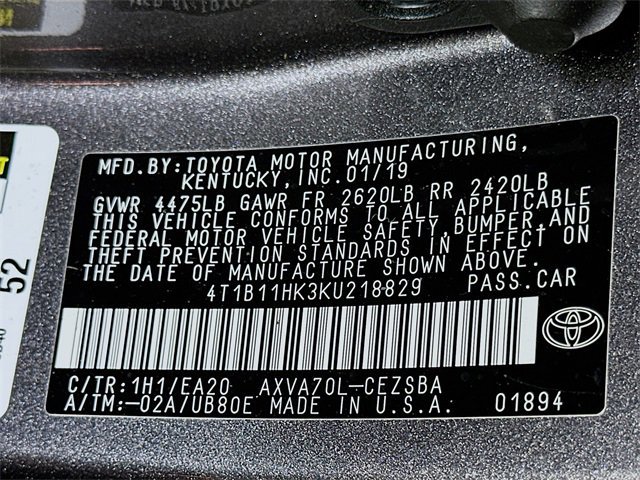 MFD.BY:TOYOTA MOTOR MANUFACTURING,
KENTUCKY,INC.01/19
GVWR 4475LB GAWR FR 2620LB RR 2420LB
THIS VEHICLE CONFORMS TO ALL APPLICABLE
FEDERAL MOTOR VEHICLE SAFETY,BUMPER,AND
THEFT PREVENTION STANDARDS IN EFFECT ON
THE DATE OF MANUFACTURE SHOWN ABOVE.
4T1B11HK3KU218829 PASS.CAR
C/TR:1H1/EA20 AXVA70L-CEZSBA
A/TM:-02A/UB80E MADE IN U.S.A. 01894
52